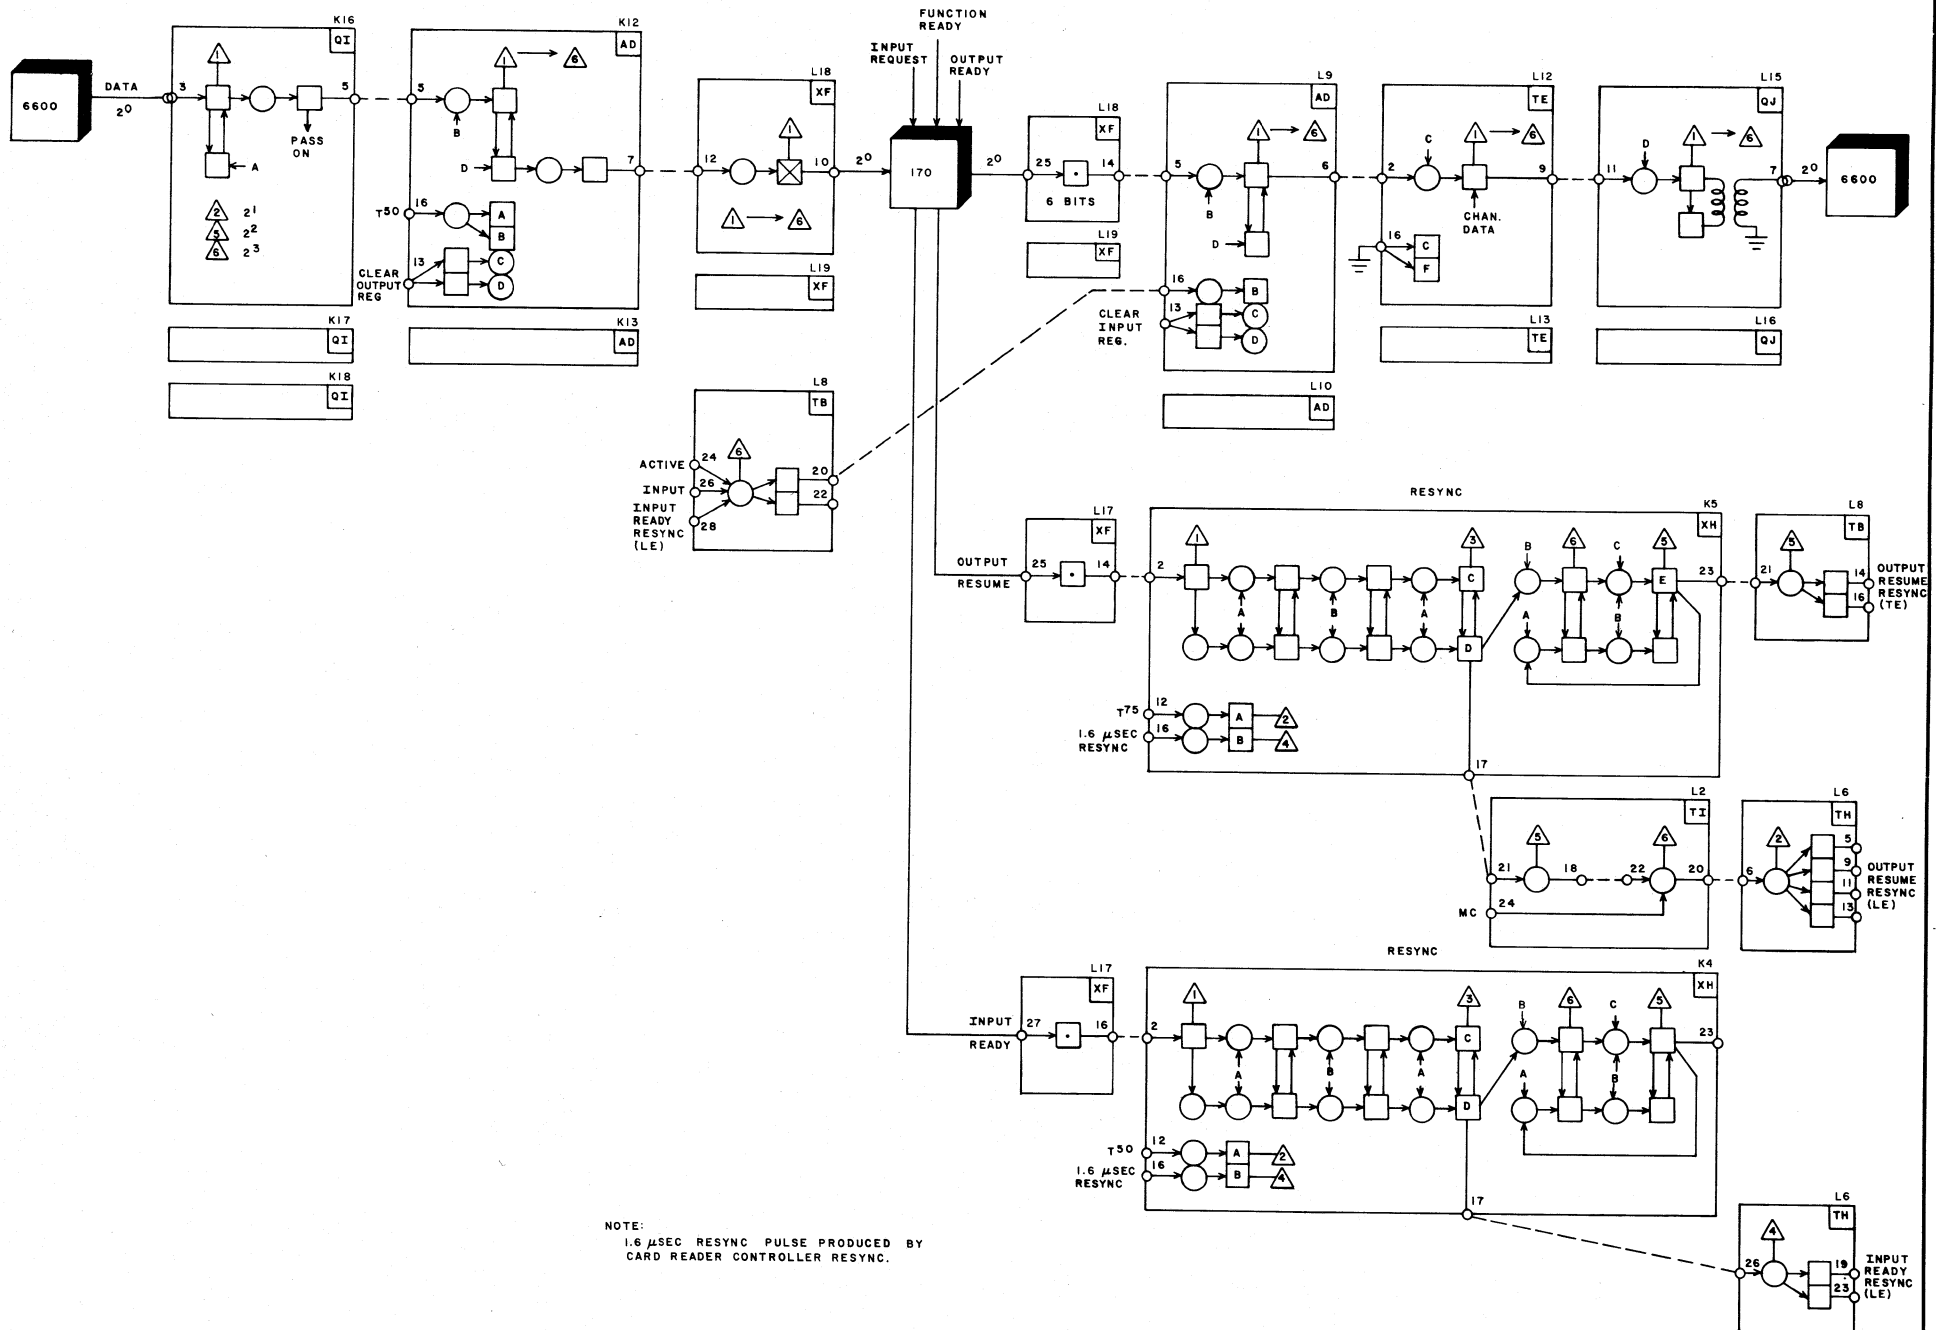 FUNCTION
READY
INPUT
REQUEST
OUTPUT
READY
K16
QI
6600
DATA
2⁰
3
1
5
PASS
ON
A
2 2¹
5 2²
6 2³
K17
QI
K18
QI
K12
AD
1 6
5
B
D
7
T⁵⁰
16
A
B
13
C
D
CLEAR
OUTPUT
REG
K13
AD
L18
XF
1
12
10
2⁰
1 6
L19
XF
170
2⁰
L18
XF
25
14
6 BITS
L19
XF
L9
AD
1 6
5
6
B
D
16
B
13
C
D
CLEAR
INPUT
REG.
L10
AD
L12
TE
C
1 6
2
9
CHAN.
DATA
16
C
F
L13
TE
L15
QJ
D
1 6
11
7
2⁰
6600
L16
QJ
L8
TB
6
ACTIVE
24
20
INPUT
26
22
INPUT
READY
RESYNC
(LE)
28
RESYNC
L17
XF
OUTPUT
RESUME
25
14
K5
XH
1
3
B
6
C
5
2
C
E
23
A
B
A
A
B
D
T⁷⁵
12
A
2
1.6 µSEC
RESYNC
16
B
4
17
L8
TB
5
21
14
16
OUTPUT
RESUME
RESYNC
(TE)
L2
TI
5
6
21
18
22
20
MC
24
L6
TH
2
6
5
9
11
13
OUTPUT
RESUME
RESYNC
(LE)
RESYNC
L17
XF
INPUT
READY
27
16
K4
XH
1
3
B
6
C
5
2
C
23
A
B
A
A
B
D
T⁵⁰
12
A
2
1.6 µSEC
RESYNC
16
B
4
17
L6
TH
4
26
19
23
INPUT
READY
RESYNC
(LE)
NOTE:
1.6 µSEC RESYNC PULSE PRODUCED BY
CARD READER CONTROLLER RESYNC.